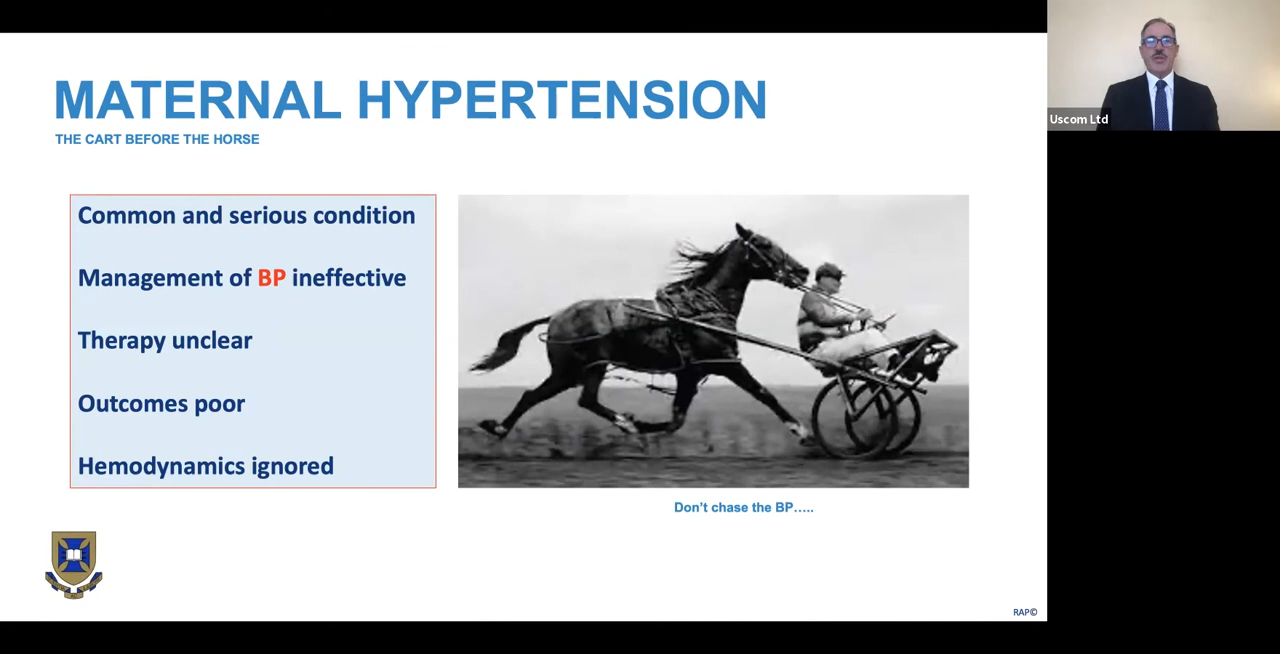 MATERNAL HYPERTENSION
THE CART BEFORE THE HORSE
Common and serious condition
Management of BP ineffective
Therapy unclear
Outcomes poor
Hemodynamics ignored
Don't chase the BP.....
RAP©
Uscom Ltd